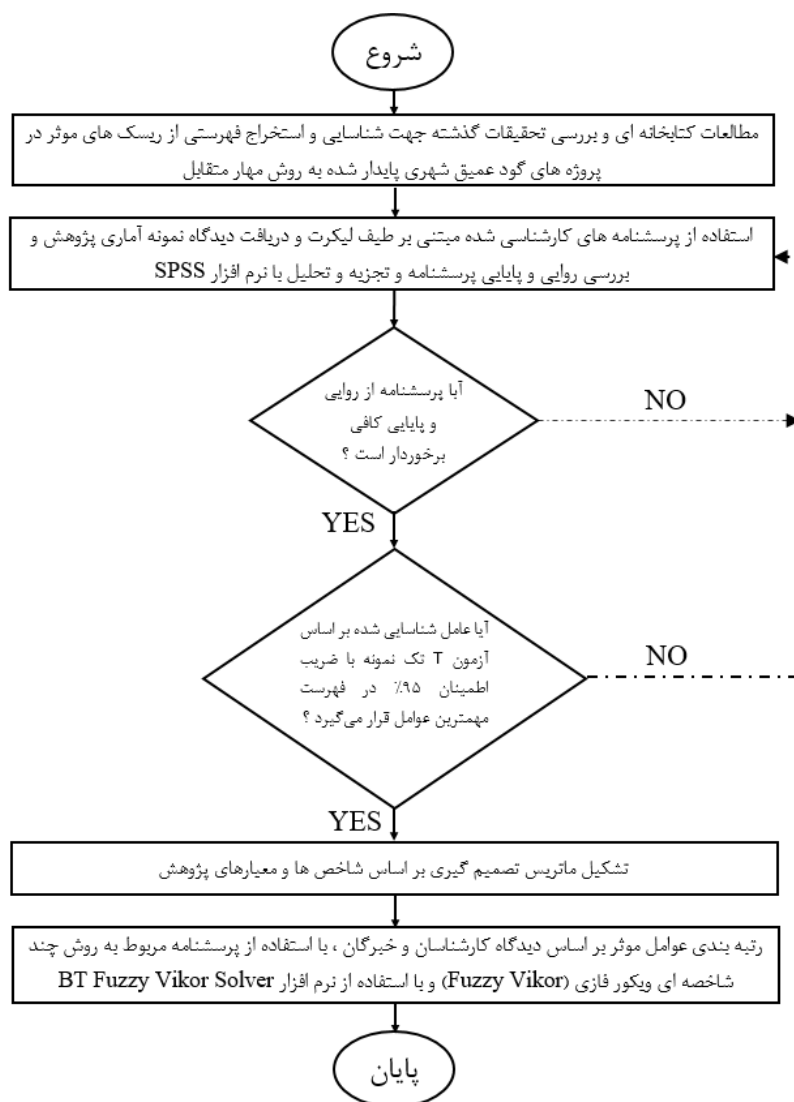 شروع
مطالعات کتابخانه ای و بررسی تحقیقات گذشته جهت شناسایی و استخراج فهرستی از ریسک های موثر در
پروژه های گود عمیق شهری پایدار شده به روش مهار متقابل
استفاده از پرسشنامه های کارشناسی شده مبتنی بر طیف لیکرت و دریافت دیدگاه نمونه آماری پژوهش و
بررسی روایی و پایایی پرسشنامه و تجزیه و تحلیل با نرم افزار SPSS
آیا پرسشنامه از روایی
و پایایی کافی
برخوردار است ؟
NO
YES
آیا عامل شناسایی شده بر اساس
آزمون T تک نمونه با ضریب
اطمینان ۹۵٪ در فهرست
مهمترین عوامل قرار می‌گیرد ؟
NO
YES
تشکیل ماتریس تصمیم گیری بر اساس شاخص ها و معیارهای پژوهش
رتبه بندی عوامل موثر بر اساس دیدگاه کارشناسان و خبرگان ، با استفاده از پرسشنامه مربوط به روش چند
شاخصه ای ویکور فازی (Fuzzy Vikor) و با استفاده از نرم افزار BT Fuzzy Vikor Solver
پایان